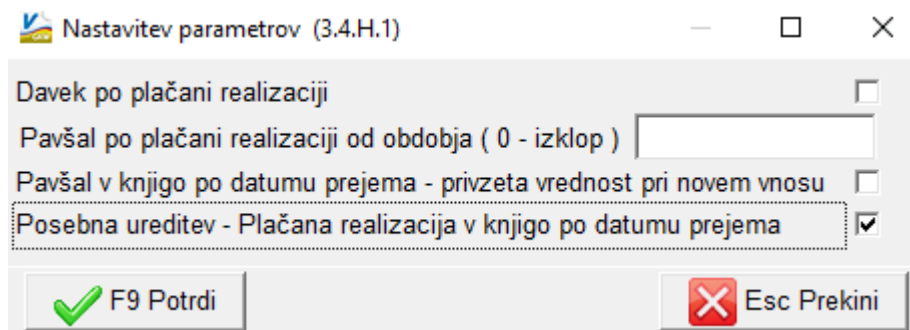 Nastavitev parametrov (3.4.H.1)
Davek po plačani realizaciji
Pavšal po plačani realizaciji od obdobja ( 0 - izklop )
Pavšal v knjigo po datumu prejema - privzeta vrednost pri novem vnosu
Posebna ureditev - Plačana realizacija v knjigo po datumu prejema
F9 Potrdi
Esc Prekini